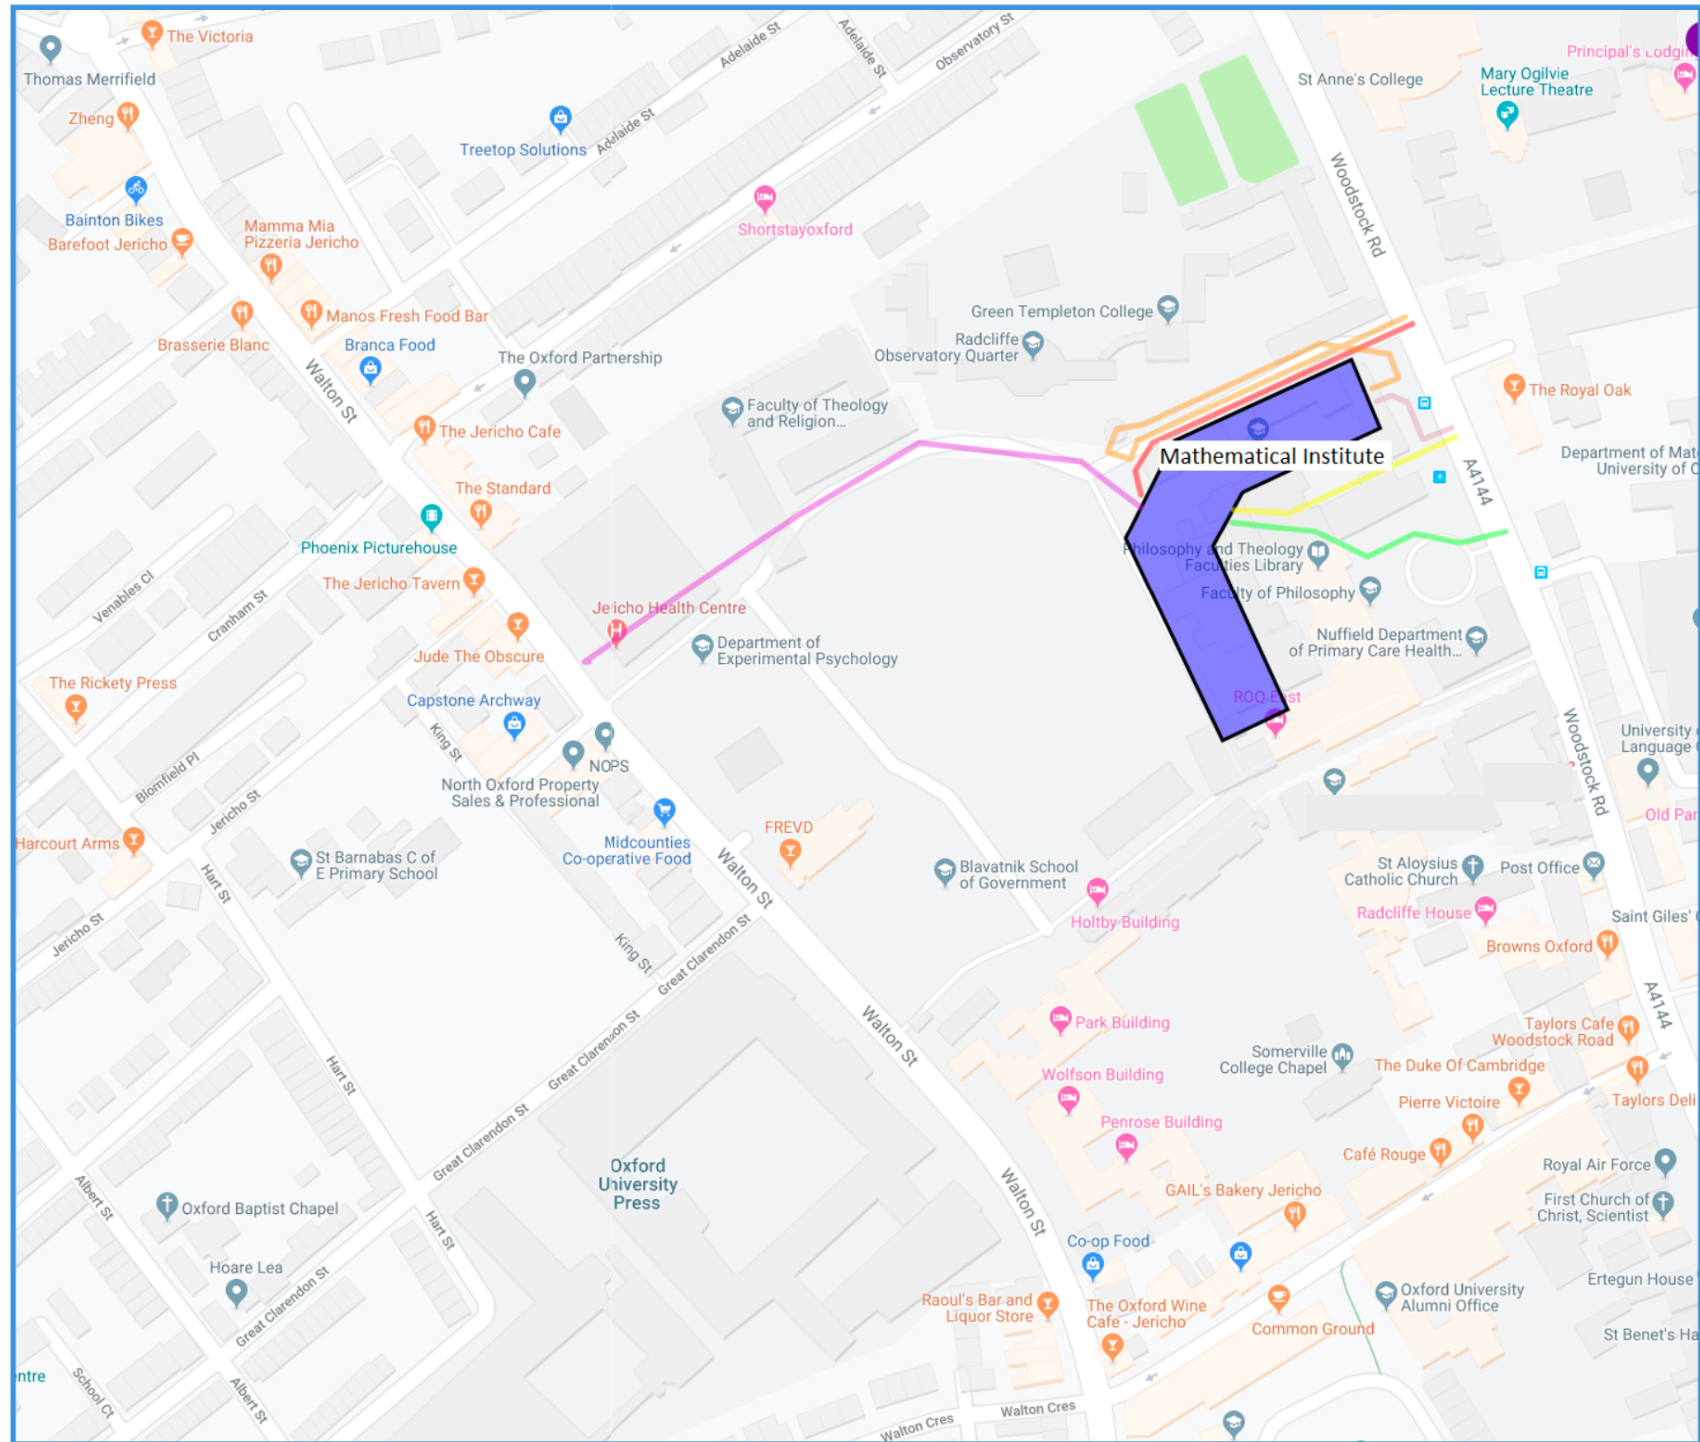 The Victoria
Thomas Merrifield
Zheng
Bainton Bikes
Barefoot Jericho
Mamma Mia
Pizzeria Jericho
Manos Fresh Food Bar
Brasserie Blanc
Branca Food
The Oxford Partnership
Walton St
The Jericho Cafe
The Standard
Phoenix Picturehouse
The Jericho Tavern
Jude The Obscure
Capstone Archway
Venables Cl
Cranham St
The Rickety Press
Blomfield Pl
Jericho St
King St
NOPS
North Oxford Property
Sales & Professional
Harcourt Arms
Hart St
St Barnabas C of
E Primary School
Midcounties
Co-operative Food
FREVD
Walton St
Jericho St
King St
Great Clarendon St
Great Clarendon St
Great Clarendon St
Hart St
Albert St
Oxford Baptist Chapel
Hart St
Hoare Lea
Great Clarendon St
School Ct
Albert St
entre
Oxford
University
Press
Treetop Solutions
Adelaide St
Adelaide St
Adelaide St
Observatory St
Shortstayoxford
Green Templeton College
Radcliffe
Observatory Quarter
Faculty of Theology
and Religion...
Jericho Health Centre
Department of
Experimental Psychology
St Anne's College
Mary Ogilvie
Lecture Theatre
Principal's Lodgin
Woodstock Rd
The Royal Oak
Mathematical Institute
A4144
Department of Mat
University of O
Philosophy and Theology
Faculties Library
Faculty of Philosophy
Nuffield Department
of Primary Care Health...
ROQ East
Woodstock Rd
University
Language
Old Par
Blavatnik School
of Government
Holtby Building
St Aloysius
Catholic Church
Post Office
Radcliffe House
Saint Giles'
Browns Oxford
A4144
Walton St
Park Building
Wolfson Building
Penrose Building
Somerville
College Chapel
Taylors Cafe
Woodstock Road
The Duke Of Cambridge
Pierre Victoire
Taylors Deli
Café Rouge
Royal Air Force
GAIL's Bakery Jericho
First Church of
Christ, Scientist
Walton St
Co-op Food
Raoul's Bar and
Liquor Store
The Oxford Wine
Cafe - Jericho
Common Ground
Oxford University
Alumni Office
Ertegun House
St Benet's Ha
Walton Cres
Walton Cres